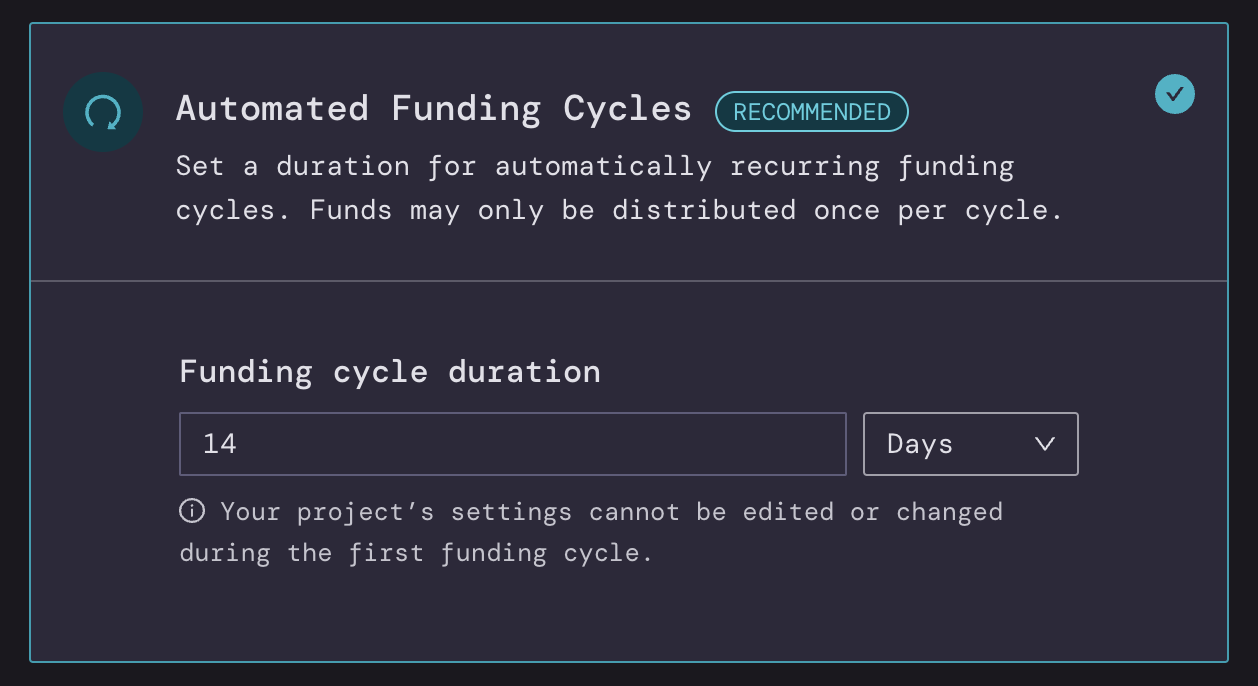 Automated Funding Cycles RECOMMENDED
Set a duration for automatically recurring funding
cycles. Funds may only be distributed once per cycle.
Funding cycle duration
14 Days
Your project’s settings cannot be edited or changed
during the first funding cycle.